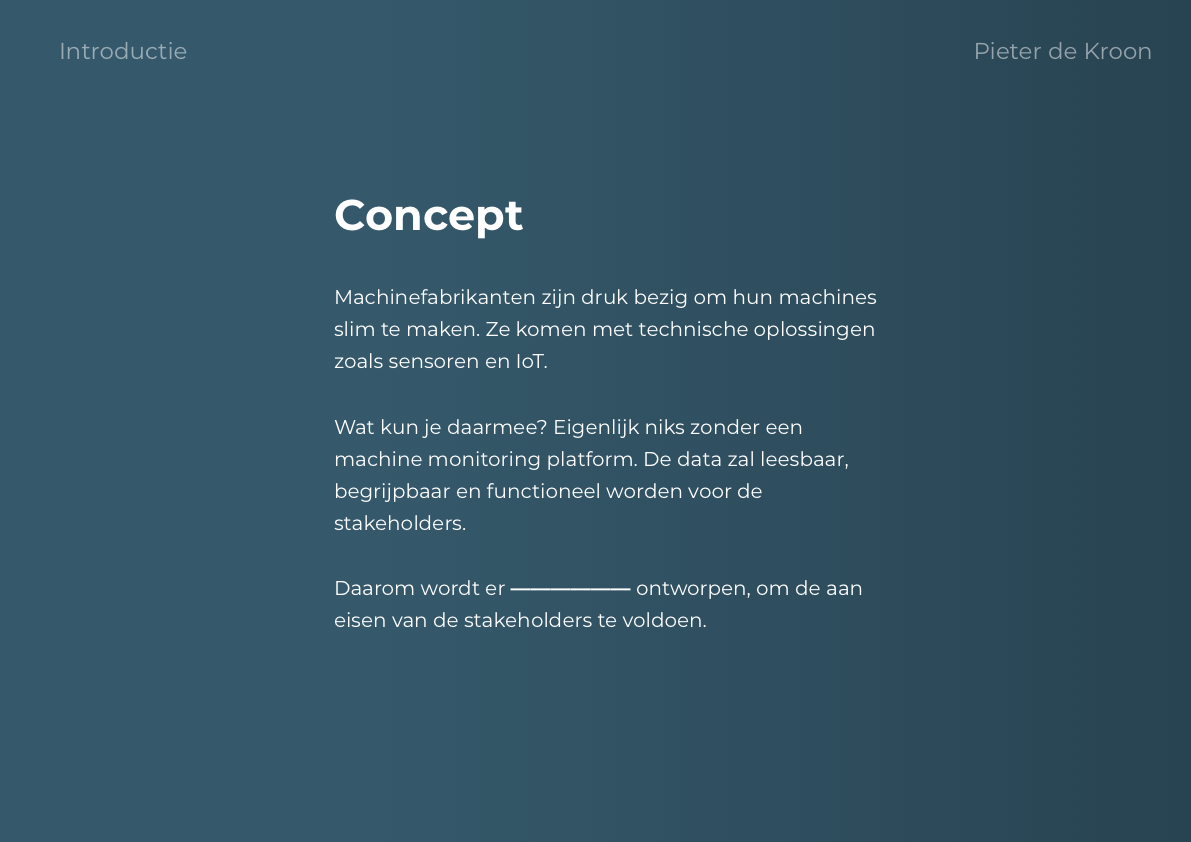 Introductie
Pieter de Kroon
Concept
Machinefabrikanten zijn druk bezig om hun machines
slim te maken. Ze komen met technische oplossingen
zoals sensoren en IoT.
Wat kun je daarmee? Eigenlijk niks zonder een
machine monitoring platform. De data zal leesbaar,
begrijpbaar en functioneel worden voor de
stakeholders.
Daarom wordt er —————— ontworpen, om de aan
eisen van de stakeholders te voldoen.